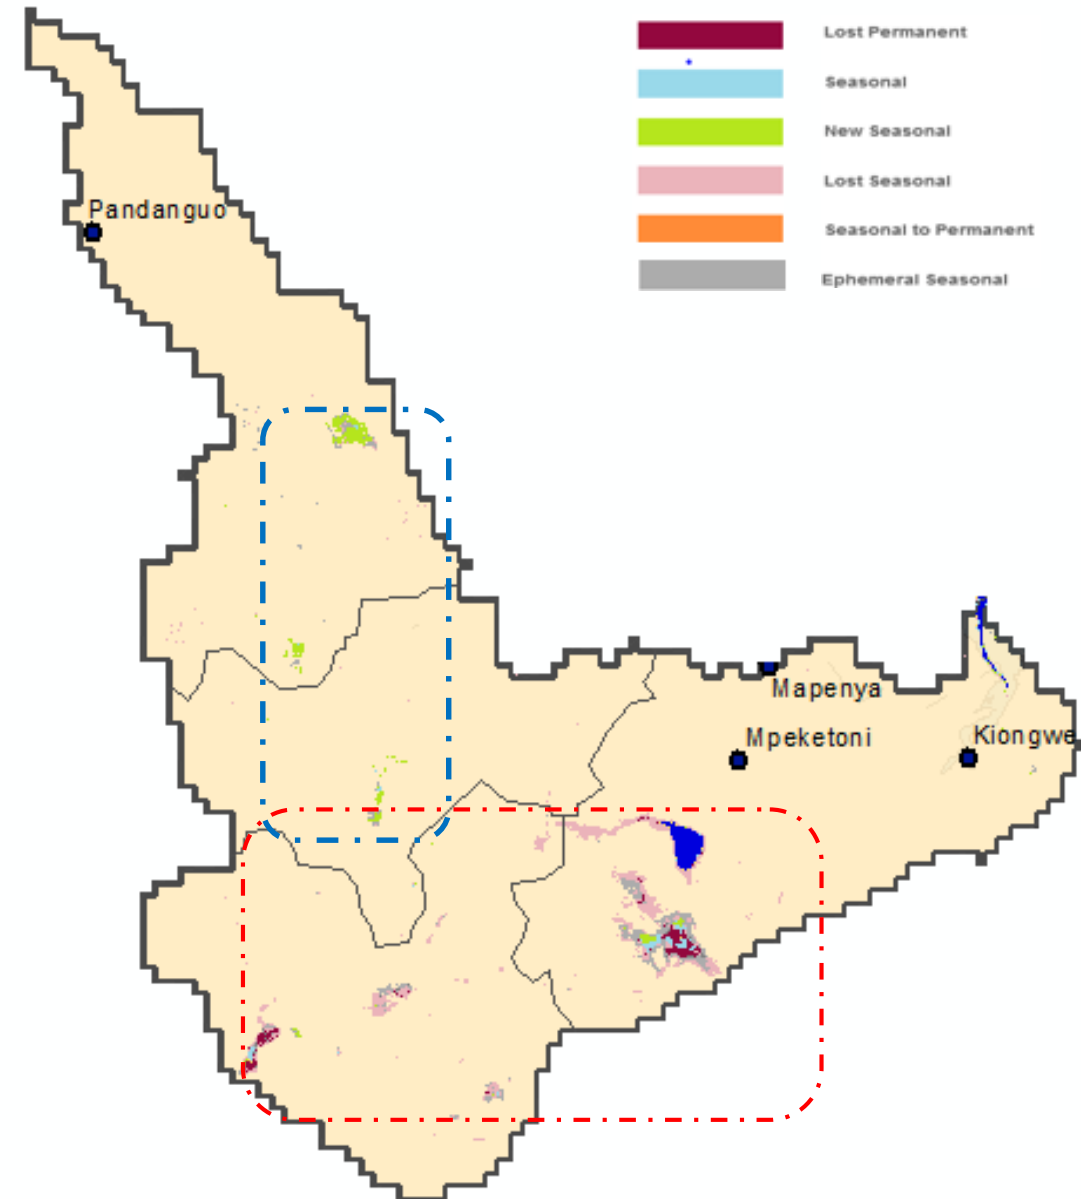 Lost Permanent
Seasonal
New Seasonal
Lost Seasonal
Seasonal to Permanent
Ephemeral Seasonal
Pandanguo
Mapenya
Mpeketoni
Kiongwe